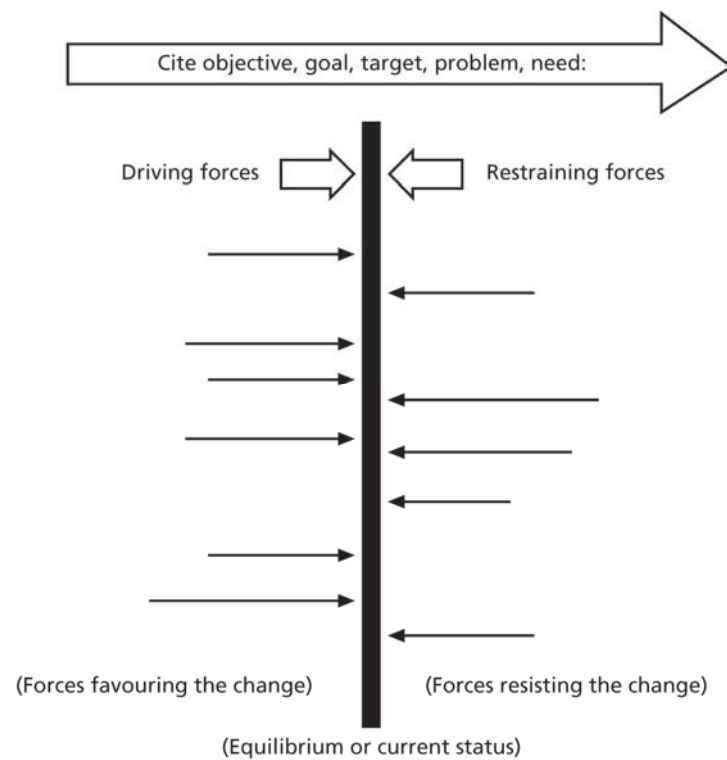 Cite objective, goal, target, problem, need:
Driving forces
Restraining forces
(Forces favouring the change)
(Forces resisting the change)
(Equilibrium or current status)